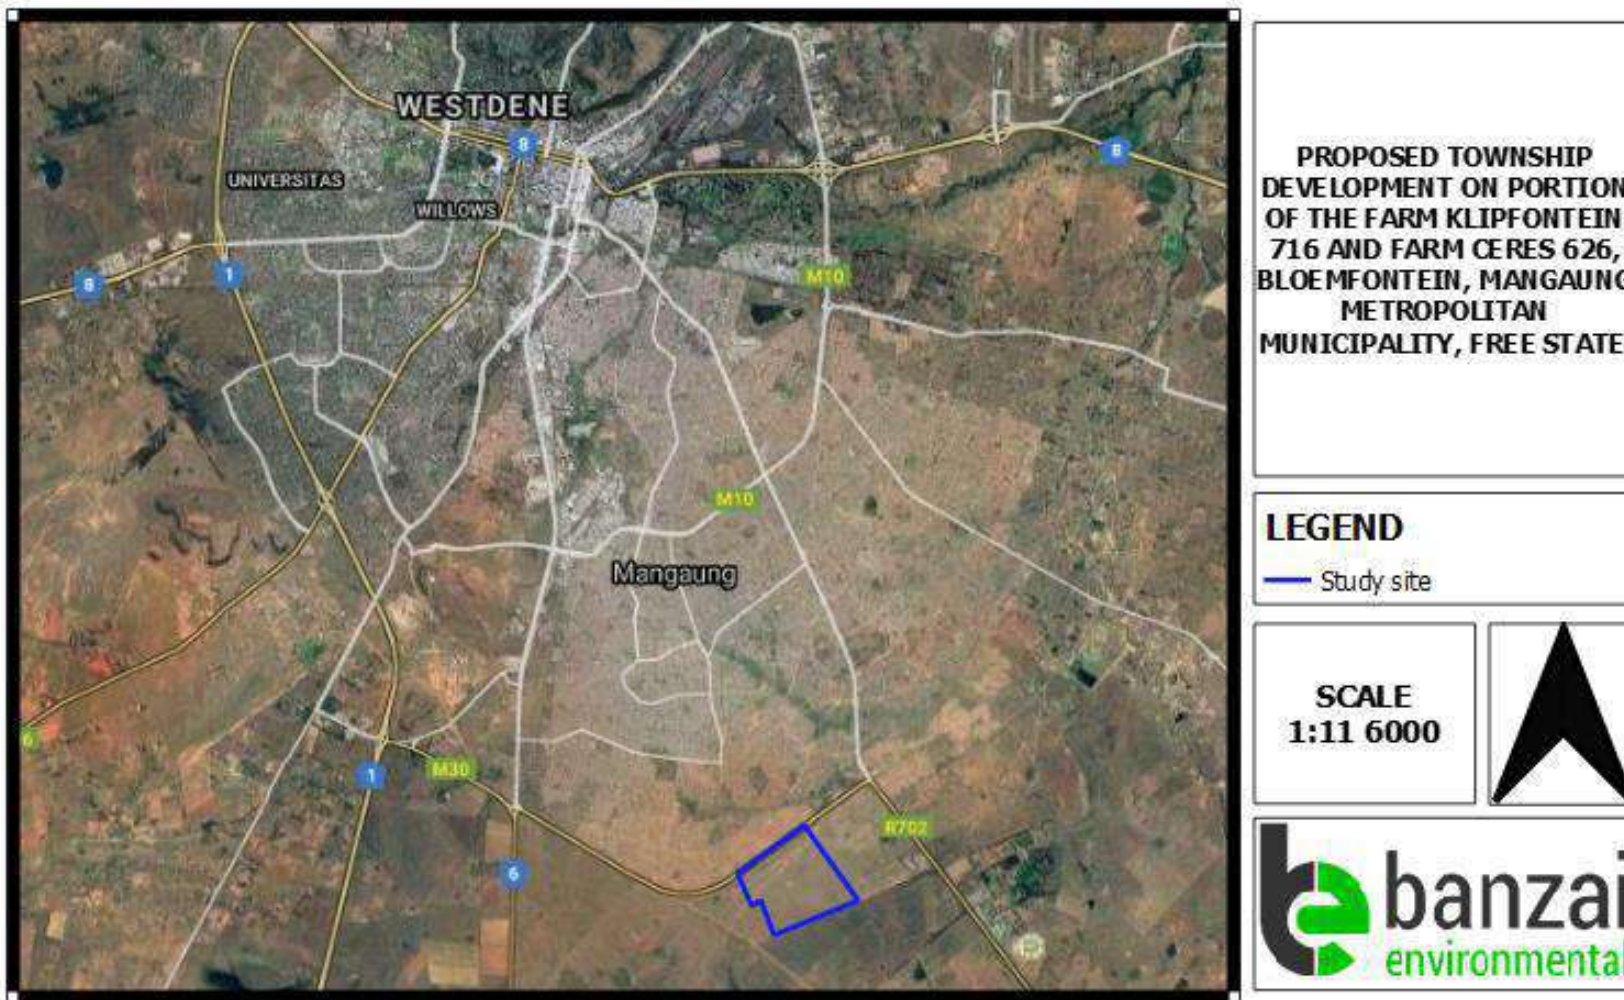 WESTDENE
8
8
UNIVERSITAS
WILLOWS
8
1
M10
M10
Mangaung
6
1
M30
6
R702
PROPOSED TOWNSHIP
DEVELOPMENT ON PORTION
OF THE FARM KLIPFONTEIN
716 AND FARM CERES 626,
BLOEMFONTEIN, MANGAUNG
METROPOLITAN
MUNICIPALITY, FREE STATE
LEGEND
Study site
SCALE
1:11 6000
banzai
environmenta